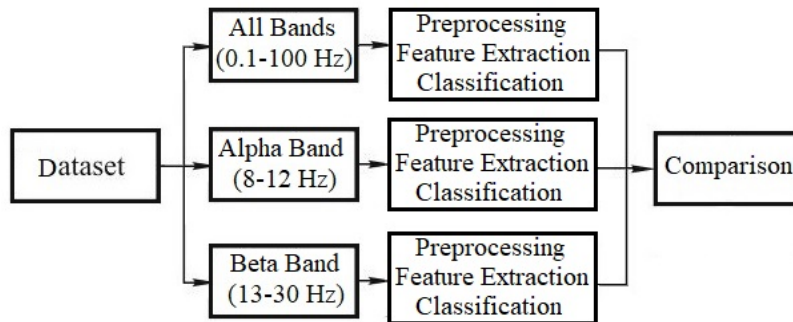 Dataset
All Bands
(0.1-100 Hz)
Preprocessing
Feature Extraction
Classification
Alpha Band
(8-12 Hz)
Preprocessing
Feature Extraction
Classification
Beta Band
(13-30 Hz)
Preprocessing
Feature Extraction
Classification
Comparison